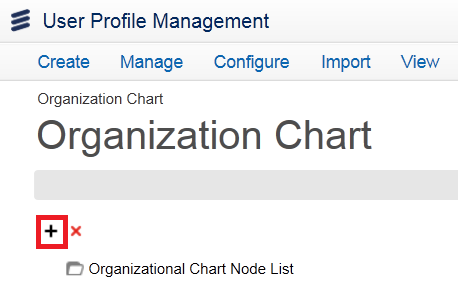 User Profile Management
Create Manage Configure Import View
Organization Chart
Organization Chart
Organizational Chart Node List